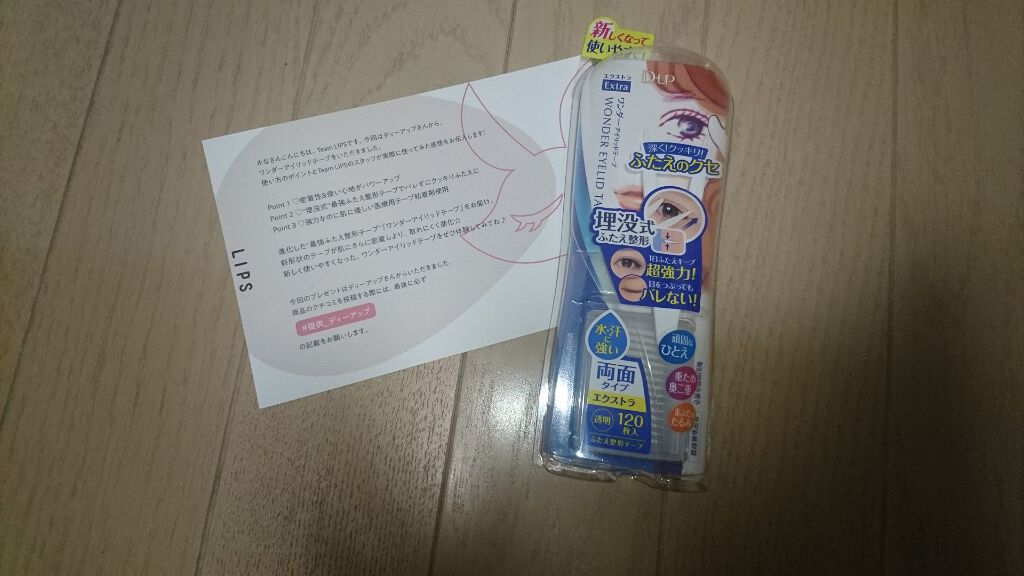 みなさんこんにちは、Team LIPSです。今回はディーアップさんから、
ワンダーアイリッドテープをいただきました。
使い方のポイントとTeam LIPSのスタッフが実際に使ってみた感想をお伝えします!
Point 1 ♡密着性&使い心地がパワーアップ
Point 2 ♡"埋没式"最強ふたえ整形テープでバレずにクッキリふたえに
Point 3 ♡強力なのに肌に優しい医療用テープ粘着剤使用
進化した"最強ふたえ整形テープ"「ワンダーアイリッドテープ」をお届け。
新形状のテープが肌にさらに密着しより、取れにくく進化☆
新しく使いやすくなった、ワンダーアイリッドテープをぜひ体験してみてね♪
今回のプレゼントはディーアップさんからいただきました。
商品のクチコミを投稿する際には、最後に必ず
#提供_ディーアップ
の記載をお願いします。
LIPS
新しくなって
使いやす
D-UP
エクストラ
Extra
ワンダーアイリッドテープ
WONDER EYELID TA
深く!クッキリ!
ふたえのクセ
埋没式
ふたえ整形
1日ふたえキープ
超強力!
目をつぶっても
バレない!
水・汗
に
強い
両面
タイプ
エクストラ
透明
120
枚入
ふたえ整形テープ
頑固な
ひとえ
重ため
奥二重
まぶたの
たるみ